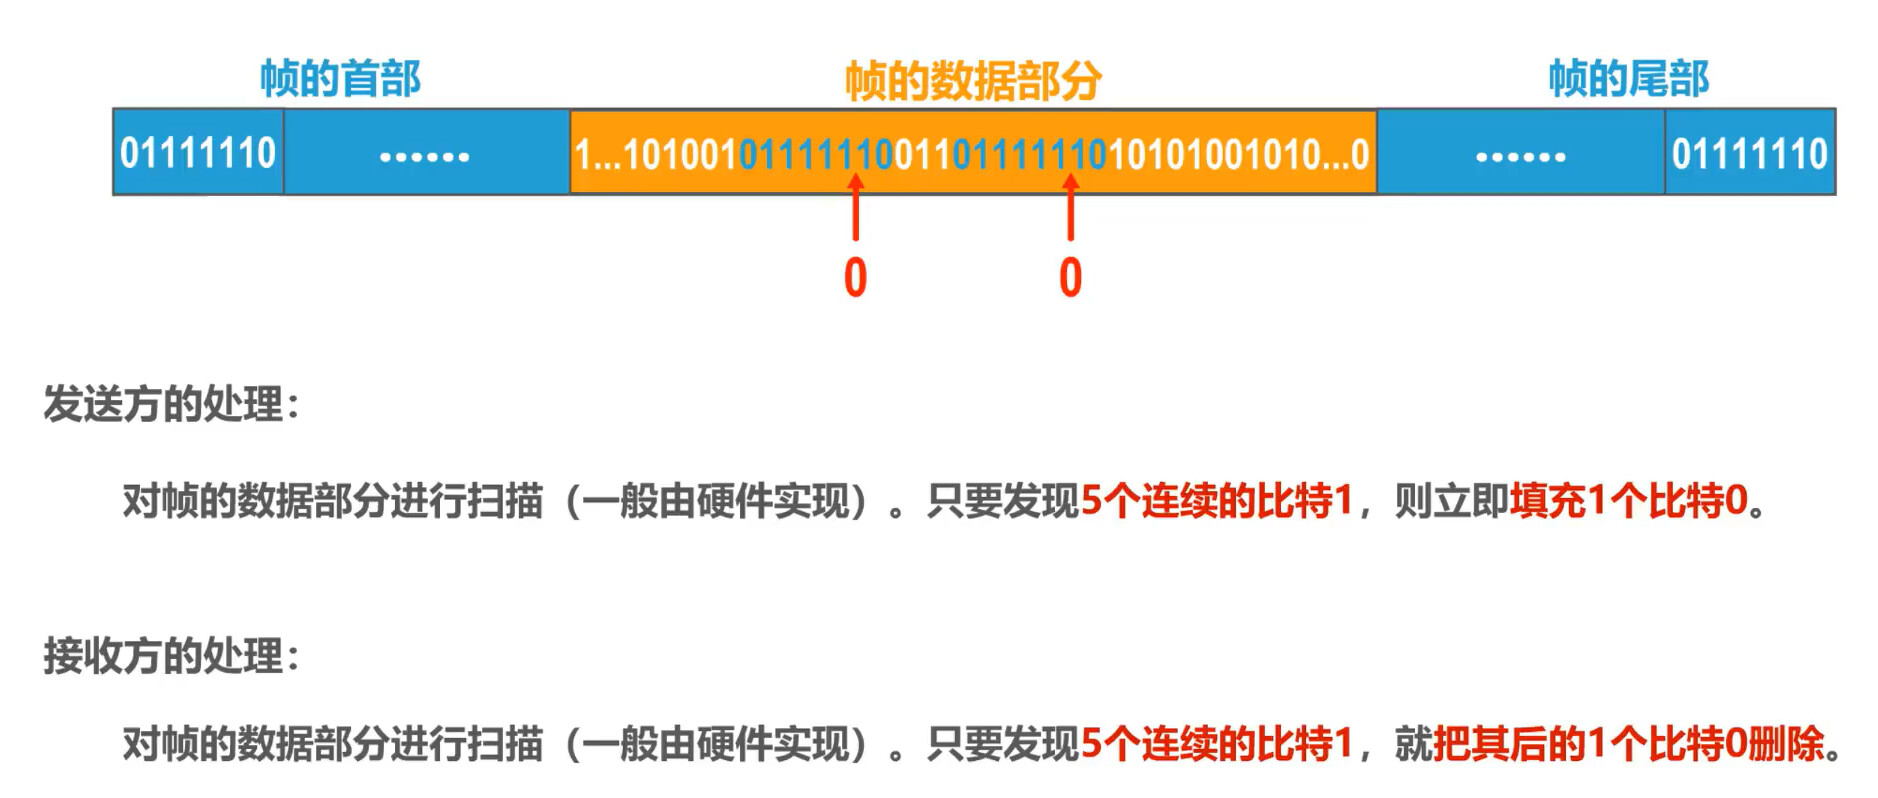 帧的首部 帧的数据部分 帧的尾部
01111110 ...... 1...101001011111100110111111010101001010...0 ...... 01111110
0 0
发送方的处理：
对帧的数据部分进行扫描（一般由硬件实现）。只要发现5个连续的比特1，则立即填充1个比特0。
接收方的处理：
对帧的数据部分进行扫描（一般由硬件实现）。只要发现5个连续的比特1，就把其后的1个比特0删除。